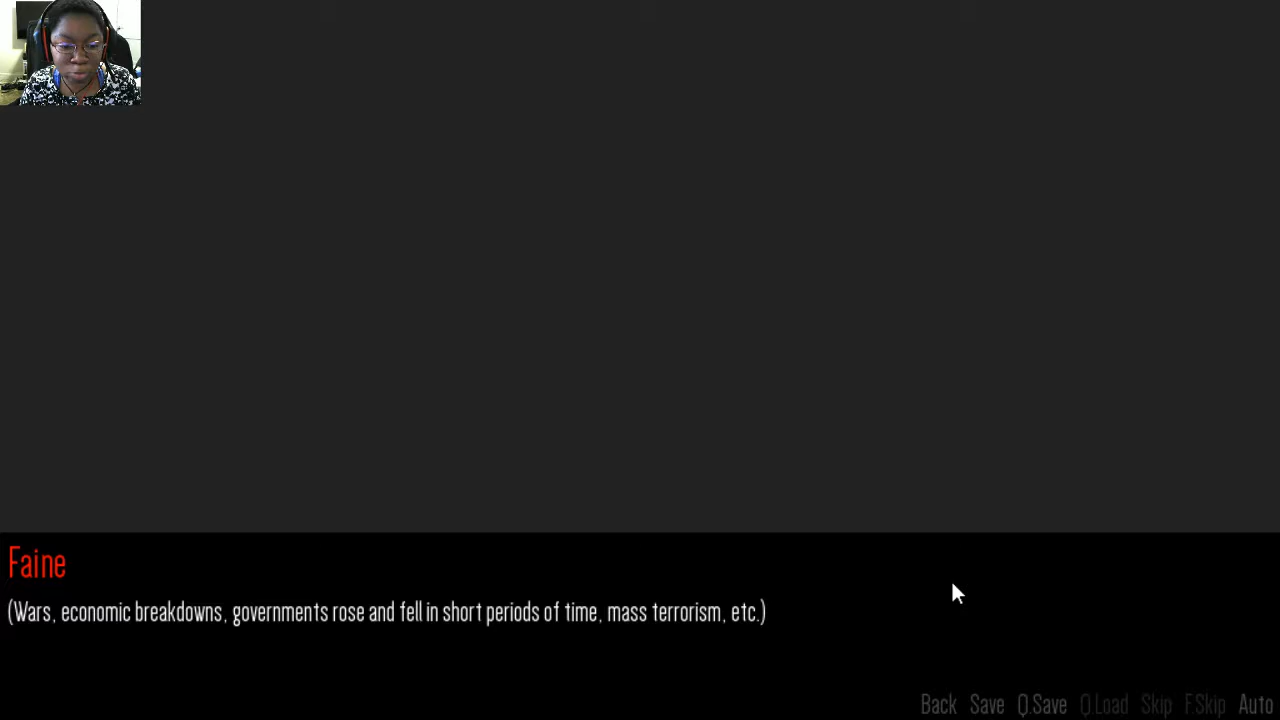 Faine
(Wars, economic breakdowns, governments rose and fell in short periods of time, mass terrorism, etc.)
Back Save Q.Save Q.Load Skip F.Skip Auto